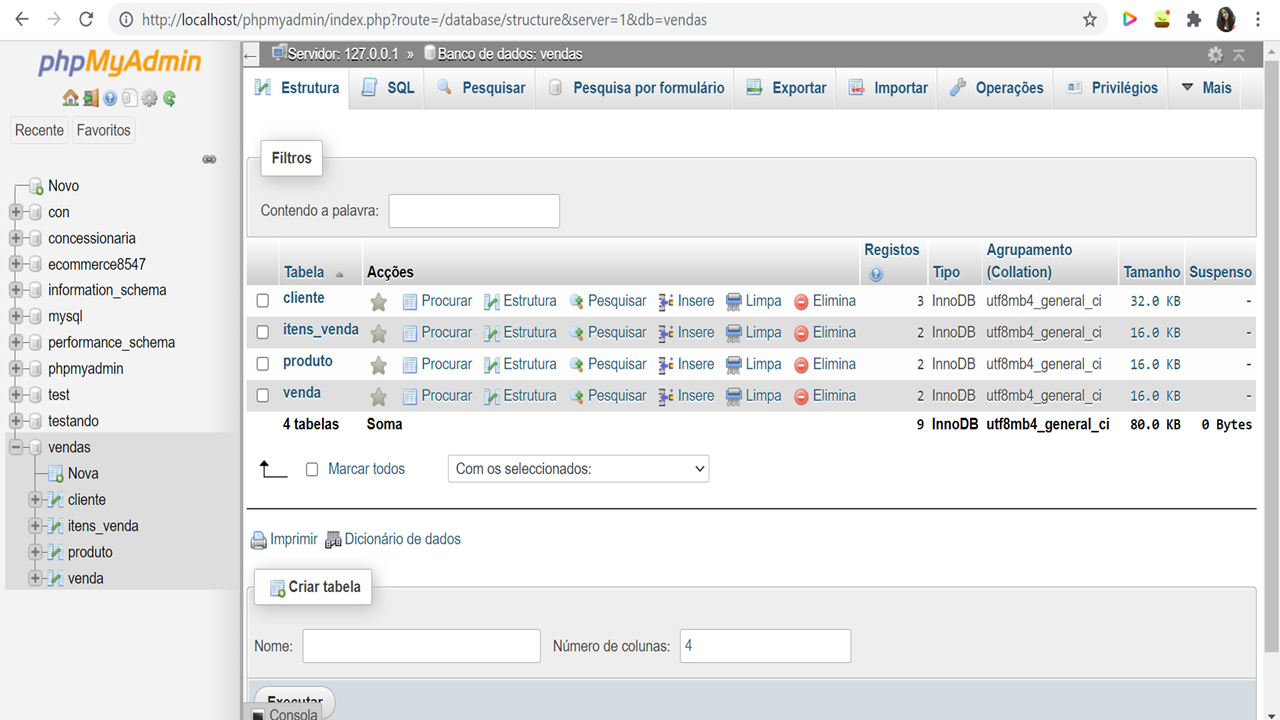 http://localhost/phpmyadmin/index.php?route=/database/structure&server=1&db=vendas
phpMyAdmin
Recente Favoritos
Novo
con
concessionaria
ecommerce8547
information_schema
mysql
performance_schema
phpmyadmin
test
testando
vendas
Nova
cliente
itens_venda
produto
venda
Servidor: 127.0.0.1 » Banco de dados: vendas
Estrutura SQL Pesquisar Pesquisa por formulário Exportar Importar Operações Privilégios Mais
Filtros
Contendo a palavra:
Tabela Acções Registos Tipo Agrupamento (Collation) Tamanho Suspenso
cliente Procurar Estrutura Pesquisar Insere Limpa Elimina 3 InnoDB utf8mb4_general_ci 32.0 KB -
itens_venda Procurar Estrutura Pesquisar Insere Limpa Elimina 2 InnoDB utf8mb4_general_ci 16.0 KB -
produto Procurar Estrutura Pesquisar Insere Limpa Elimina 2 InnoDB utf8mb4_general_ci 16.0 KB -
venda Procurar Estrutura Pesquisar Insere Limpa Elimina 2 InnoDB utf8mb4_general_ci 16.0 KB -
4 tabelas Soma 9 InnoDB utf8mb4_general_ci 80.0 KB 0 Bytes
Marcar todos Com os seleccionados:
Imprimir Dicionário de dados
Criar tabela
Nome: Número de colunas: 4
Executar
Consola